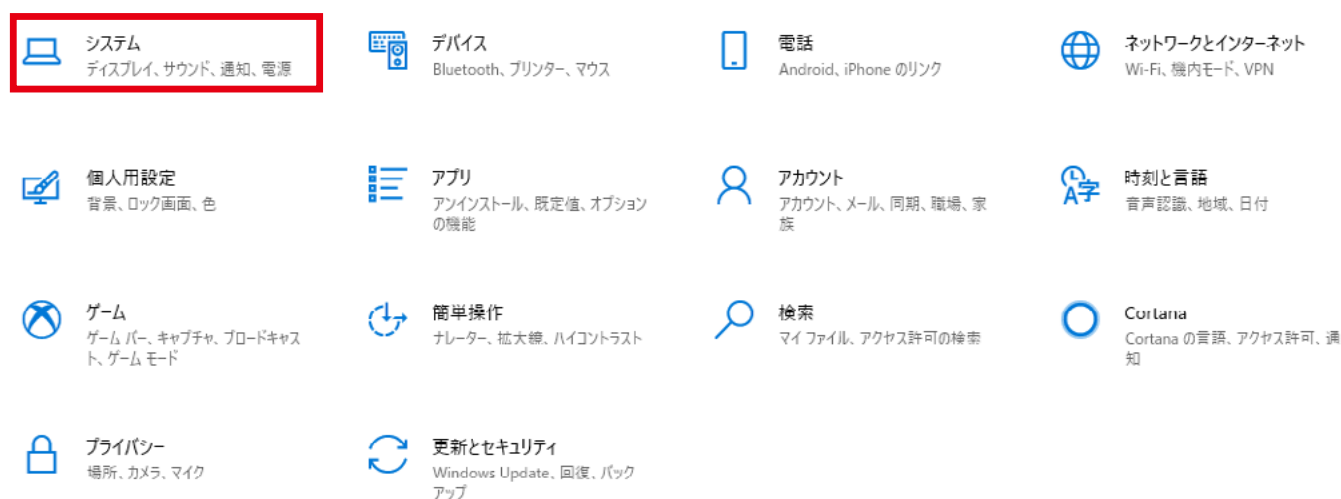 システム
ディスプレイ、サウンド、通知、電源
デバイス
Bluetooth、プリンター、マウス
電話
Android、iPhone のリンク
ネットワークとインターネット
Wi-Fi、機内モード、VPN
個人用設定
背景、ロック画面、色
アプリ
アンインストール、既定値、オプション
の機能
アカウント
アカウント、メール、同期、職場、家
族
時刻と言語
音声認識、地域、日付
ゲーム
ゲーム バー、キャプチャ、ブロードキャス
ト、ゲーム モード
簡単操作
ナレーター、拡大鏡、ハイコントラスト
検索
マイ ファイル、アクセス許可の検索
Cortana
Cortana の言語、アクセス許可、通
知
プライバシー
場所、カメラ、マイク
更新とセキュリティ
Windows Update、回復、バック
アップ